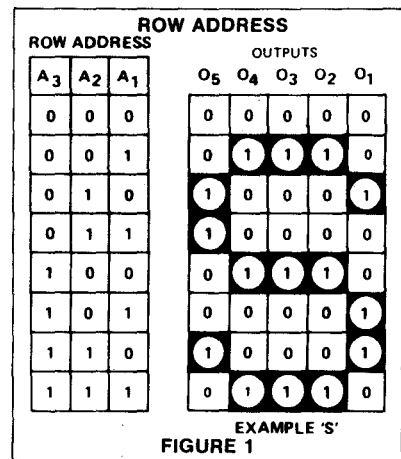 ROW ADDRESS
ROW ADDRESS
OUTPUTS
A3 A2 A1 O5 O4 O3 O2 O1
0 0 0 0 0 0 0 0
0 0 1 0 1 1 1 0
0 1 0 1 0 0 0 1
0 1 1 1 0 0 0 0
1 0 0 0 1 1 1 0
1 0 1 0 0 0 0 1
1 1 0 1 0 0 0 1
1 1 1 0 1 1 1 0
EXAMPLE 'S'
FIGURE 1